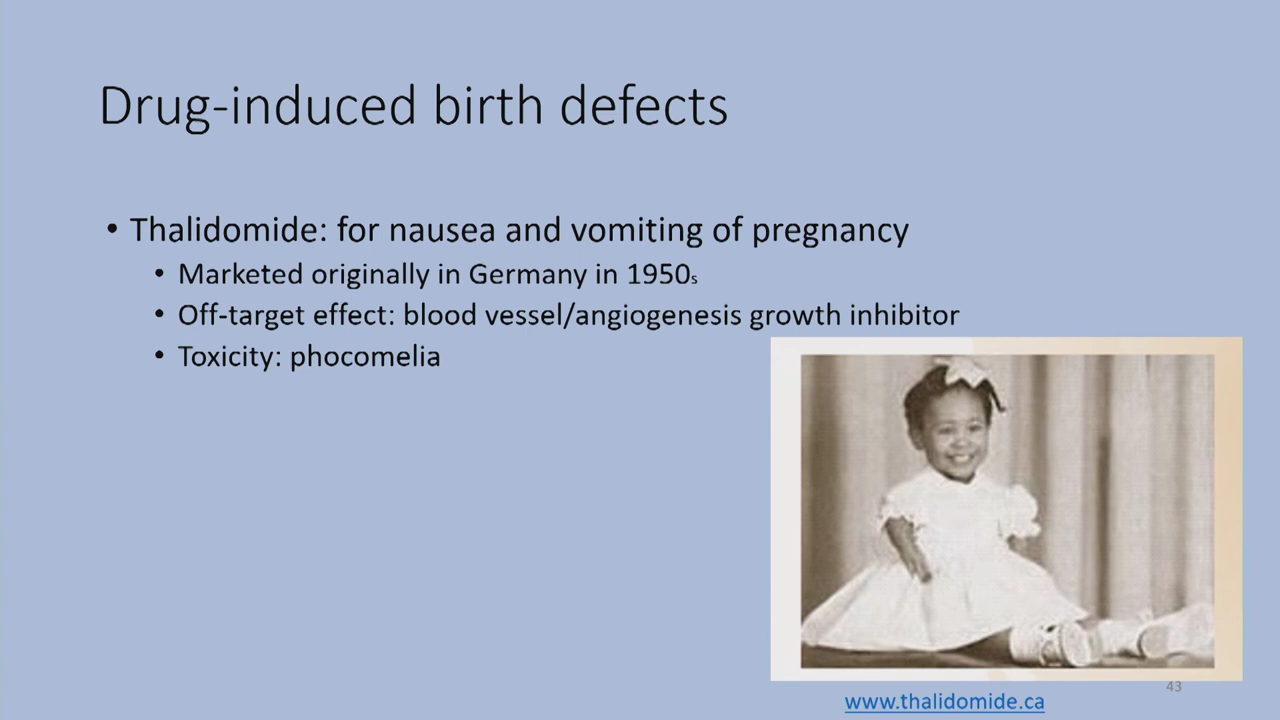 Drug-induced birth defects
• Thalidomide: for nausea and vomiting of pregnancy
• Marketed originally in Germany in 1950s
• Off-target effect: blood vessel/angiogenesis growth inhibitor
• Toxicity: phocomelia
43
www.thalidomide.ca